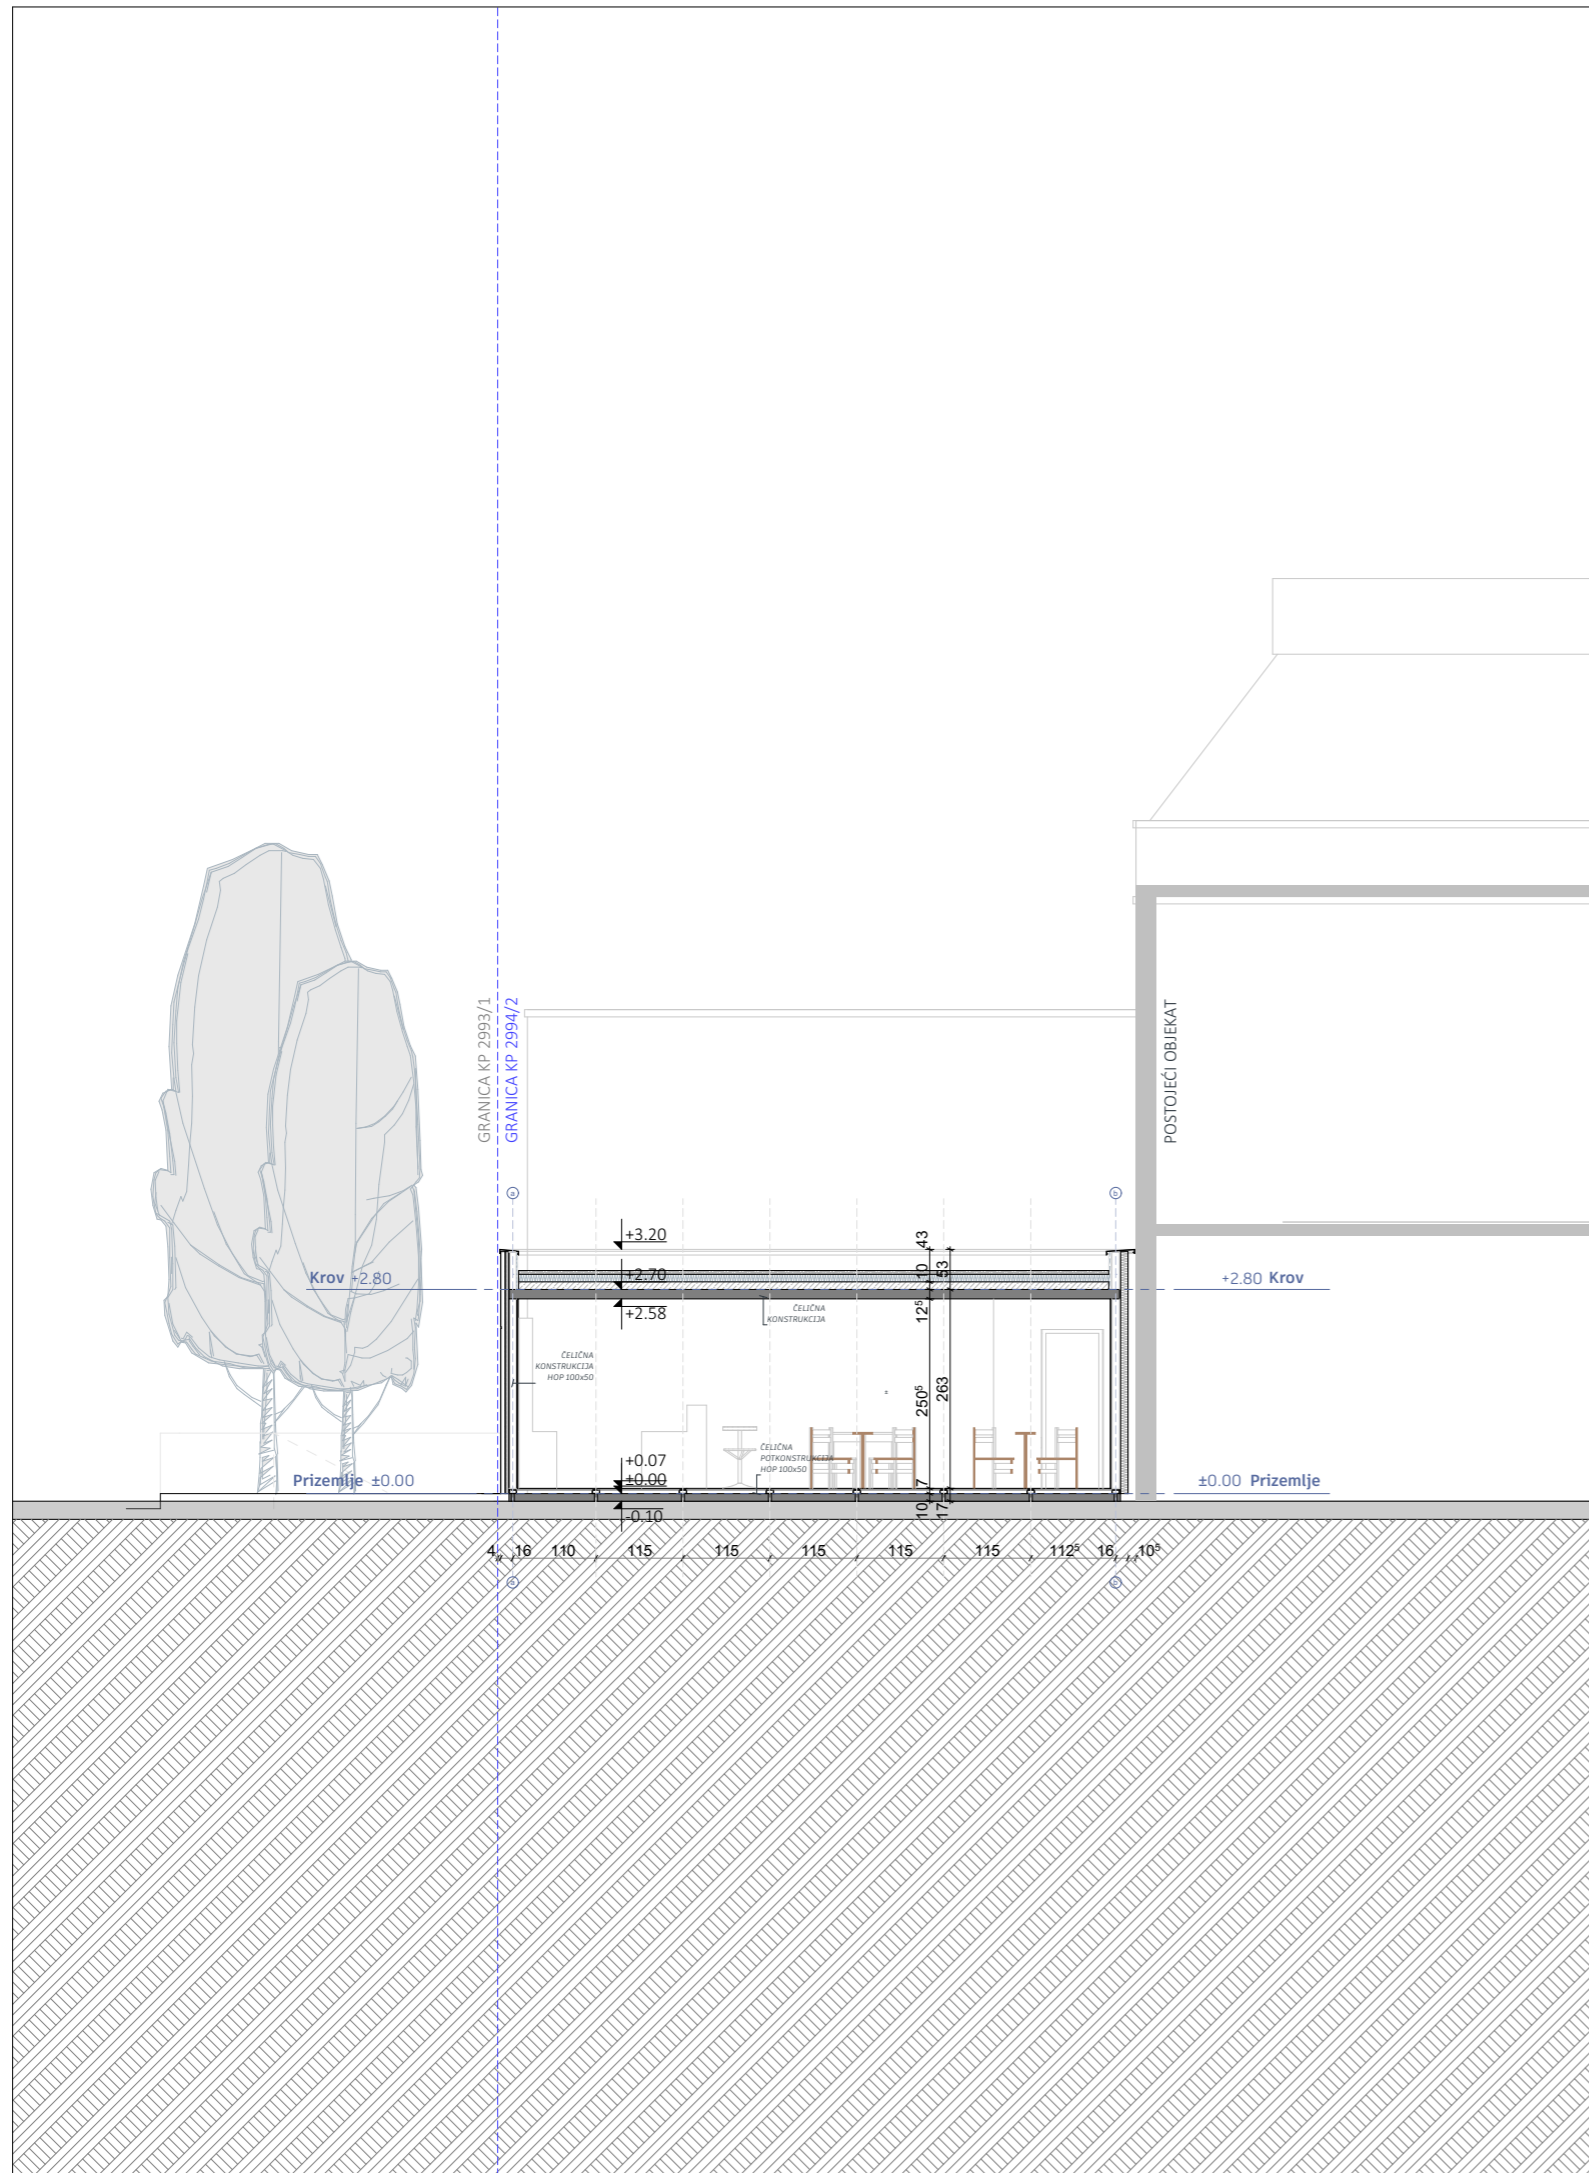 GRANICA KP 2993/1
GRANICA KP 2994/2
POSTOJEĆI OBJEKAT
a
b
+3.20
43
Krov +2.80
+2.70
10
53
+2.80 Krov
+2.58
12⁵
ČELIČNA
KONSTRUKCIJA
ČELIČNA
KONSTRUKCIJA
HOP 100x50
250⁵
263
ČELIČNA
POTKONSTRUKCIJA
HOP 100x50
+0.07
Prizemlje ±0.00
±0.00
7
±0.00 Prizemlje
-0.10
10
17
4 16 110 115 115 115 115 115 112⁵ 16 10⁵
a
b